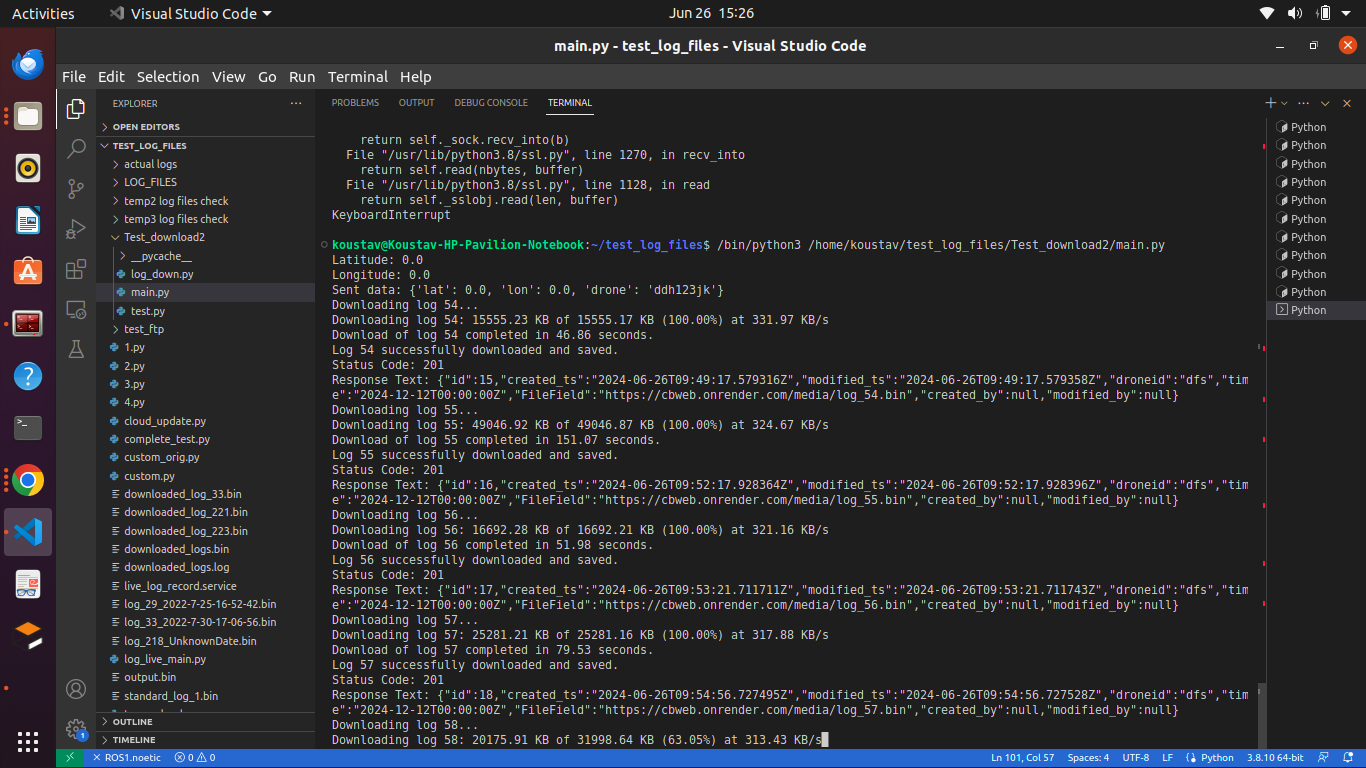 Activities
Visual Studio Code
Jun 26 15:26
main.py - test_log_files - Visual Studio Code
File Edit Selection View Go Run Terminal Help
EXPLORER
OPEN EDITORS
TEST_LOG_FILES
actual logs
LOG_FILES
temp2 log files check
temp3 log files check
Test_download2
__pycache__
log_down.py
main.py
test.py
test_ftp
1.py
2.py
3.py
4.py
cloud_update.py
complete_test.py
custom_orig.py
custom.py
downloaded_log_33.bin
downloaded_log_221.bin
downloaded_log_223.bin
downloaded_logs.bin
downloaded_logs.log
live_log_record.service
log_29_2022-7-25-16-52-42.bin
log_33_2022-7-30-17-06-56.bin
log_218_UnknownDate.bin
log_live_main.py
output.bin
standard_log_1.bin
OUTLINE
TIMELINE
PROBLEMS OUTPUT DEBUG CONSOLE TERMINAL
return self._sock.recv_into(b)
File "/usr/lib/python3.8/ssl.py", line 1270, in recv_into
return self.read(nbytes, buffer)
File "/usr/lib/python3.8/ssl.py", line 1128, in read
return self._sslobj.read(len, buffer)
KeyboardInterrupt
koustav@Koustav-HP-Pavilion-Notebook:~/test_log_files$ /bin/python3 /home/koustav/test_log_files/Test_download2/main.py
Latitude: 0.0
Longitude: 0.0
Sent data: {'lat': 0.0, 'lon': 0.0, 'drone': 'ddh123jk'}
Downloading log 54...
Downloading log 54: 15555.23 KB of 15555.17 KB (100.00%) at 331.97 KB/s
Download of log 54 completed in 46.86 seconds.
Log 54 successfully downloaded and saved.
Status Code: 201
Response Text: {"id":15,"created_ts":"2024-06-26T09:49:17.579316Z","modified_ts":"2024-06-26T09:49:17.579358Z","droneid":"dfs","tim
e":"2024-12-12T00:00:00Z","FileField":"https://cbweb.onrender.com/media/log_54.bin","created_by":null,"modified_by":null}
Downloading log 55...
Downloading log 55: 49046.92 KB of 49046.87 KB (100.00%) at 324.67 KB/s
Download of log 55 completed in 151.07 seconds.
Log 55 successfully downloaded and saved.
Status Code: 201
Response Text: {"id":16,"created_ts":"2024-06-26T09:52:17.928364Z","modified_ts":"2024-06-26T09:52:17.928396Z","droneid":"dfs","tim
e":"2024-12-12T00:00:00Z","FileField":"https://cbweb.onrender.com/media/log_55.bin","created_by":null,"modified_by":null}
Downloading log 56...
Downloading log 56: 16692.28 KB of 16692.21 KB (100.00%) at 321.16 KB/s
Download of log 56 completed in 51.98 seconds.
Log 56 successfully downloaded and saved.
Status Code: 201
Response Text: {"id":17,"created_ts":"2024-06-26T09:53:21.711711Z","modified_ts":"2024-06-26T09:53:21.711743Z","droneid":"dfs","tim
e":"2024-12-12T00:00:00Z","FileField":"https://cbweb.onrender.com/media/log_56.bin","created_by":null,"modified_by":null}
Downloading log 57...
Downloading log 57: 25281.21 KB of 25281.16 KB (100.00%) at 317.88 KB/s
Download of log 57 completed in 79.53 seconds.
Log 57 successfully downloaded and saved.
Status Code: 201
Response Text: {"id":18,"created_ts":"2024-06-26T09:54:56.727495Z","modified_ts":"2024-06-26T09:54:56.727528Z","droneid":"dfs","tim
e":"2024-12-12T00:00:00Z","FileField":"https://cbweb.onrender.com/media/log_57.bin","created_by":null,"modified_by":null}
Downloading log 58...
Downloading log 58: 20175.91 KB of 31998.64 KB (63.05%) at 313.43 KB/s
Python
Python
Python
Python
Python
Python
Python
Python
Python
Python
Python
1
ROS1.noetic
0 0
Ln 101, Col 57 Spaces: 4 UTF-8 LF Python 3.8.10 64-bit